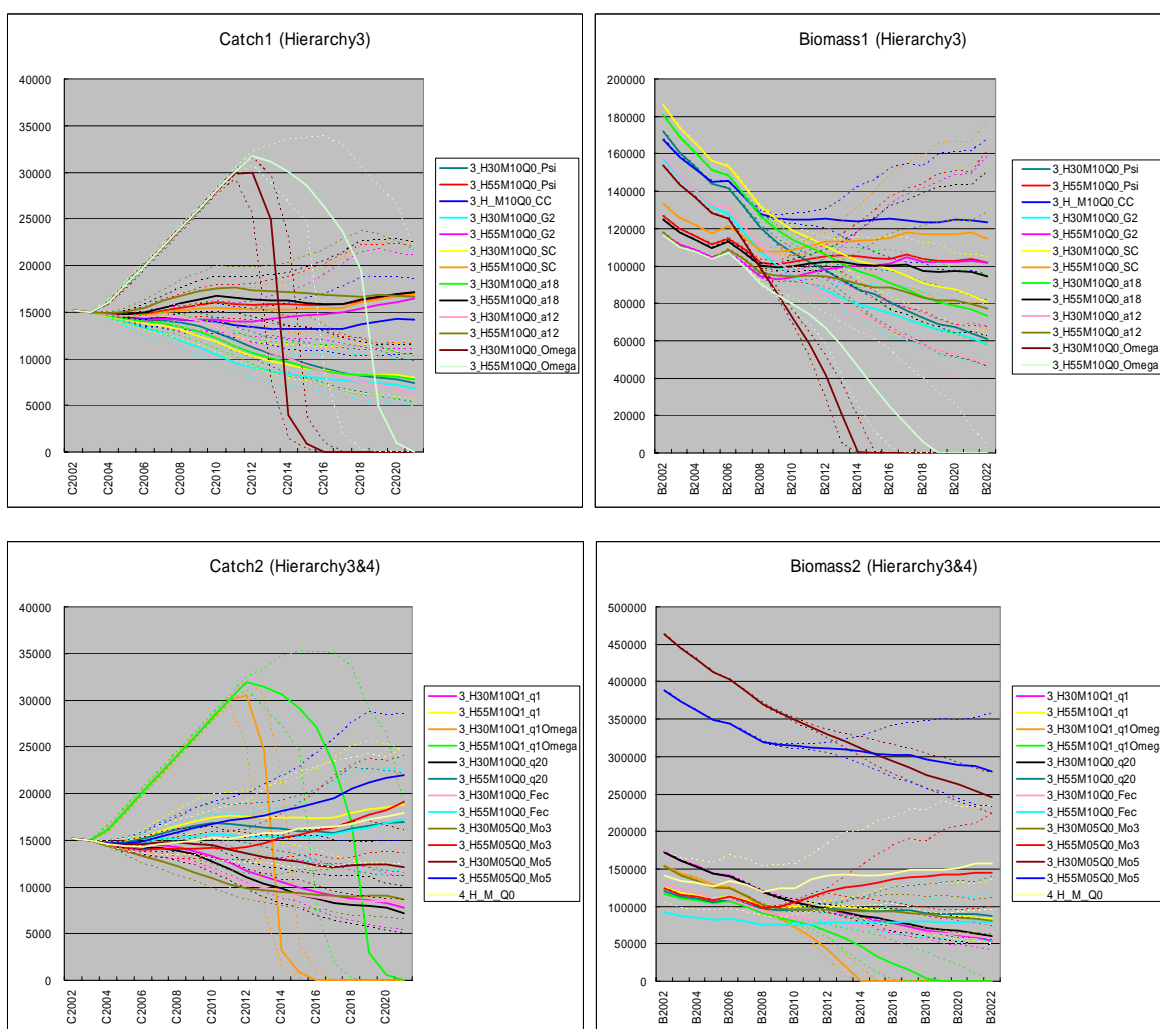 Catch1 (Hierarchy3)
40000
35000
30000
25000
20000
15000
10000
5000
0
C2002
C2004
C2006
C2008
C2010
C2012
C2014
C2016
C2018
C2020
3_H30M10Q0_Psi
3_H55M10Q0_Psi
3_H_M10Q0_CC
3_H30M10Q0_G2
3_H55M10Q0_G2
3_H30M10Q0_SC
3_H55M10Q0_SC
3_H30M10Q0_a18
3_H55M10Q0_a18
3_H30M10Q0_a12
3_H55M10Q0_a12
3_H30M10Q0_Omega
3_H55M10Q0_Omega
Biomass1 (Hierarchy3)
200000
180000
160000
140000
120000
100000
80000
60000
40000
20000
0
B2002
B2004
B2006
B2008
B2010
B2012
B2014
B2016
B2018
B2020
B2022
3_H30M10Q0_Psi
3_H55M10Q0_Psi
3_H_M10Q0_CC
3_H30M10Q0_G2
3_H55M10Q0_G2
3_H30M10Q0_SC
3_H55M10Q0_SC
3_H30M10Q0_a18
3_H55M10Q0_a18
3_H30M10Q0_a12
3_H55M10Q0_a12
3_H30M10Q0_Omega
3_H55M10Q0_Omega
Catch2 (Hierarchy3&4)
40000
35000
30000
25000
20000
15000
10000
5000
0
C2002
C2004
C2006
C2008
C2010
C2012
C2014
C2016
C2018
C2020
3_H30M10Q1_q1
3_H55M10Q1_q1
3_H30M10Q1_q1Omega
3_H55M10Q1_q1Omega
3_H30M10Q0_q20
3_H55M10Q0_q20
3_H30M10Q0_Fec
3_H55M10Q0_Fec
3_H30M05Q0_Mo3
3_H55M05Q0_Mo3
3_H30M05Q0_Mo5
3_H55M05Q0_Mo5
4_H_M_Q0
Biomass2 (Hierarchy3&4)
500000
450000
400000
350000
300000
250000
200000
150000
100000
50000
0
B2002
B2004
B2006
B2008
B2010
B2012
B2014
B2016
B2018
B2020
B2022
3_H30M10Q1_q1
3_H55M10Q1_q1
3_H30M10Q1_q1Omega
3_H55M10Q1_q1Omega
3_H30M10Q0_q20
3_H55M10Q0_q20
3_H30M10Q0_Fec
3_H55M10Q0_Fec
3_H30M05Q0_Mo3
3_H55M05Q0_Mo3
3_H30M05Q0_Mo5
3_H55M05Q0_Mo5
4_H_M_Q0